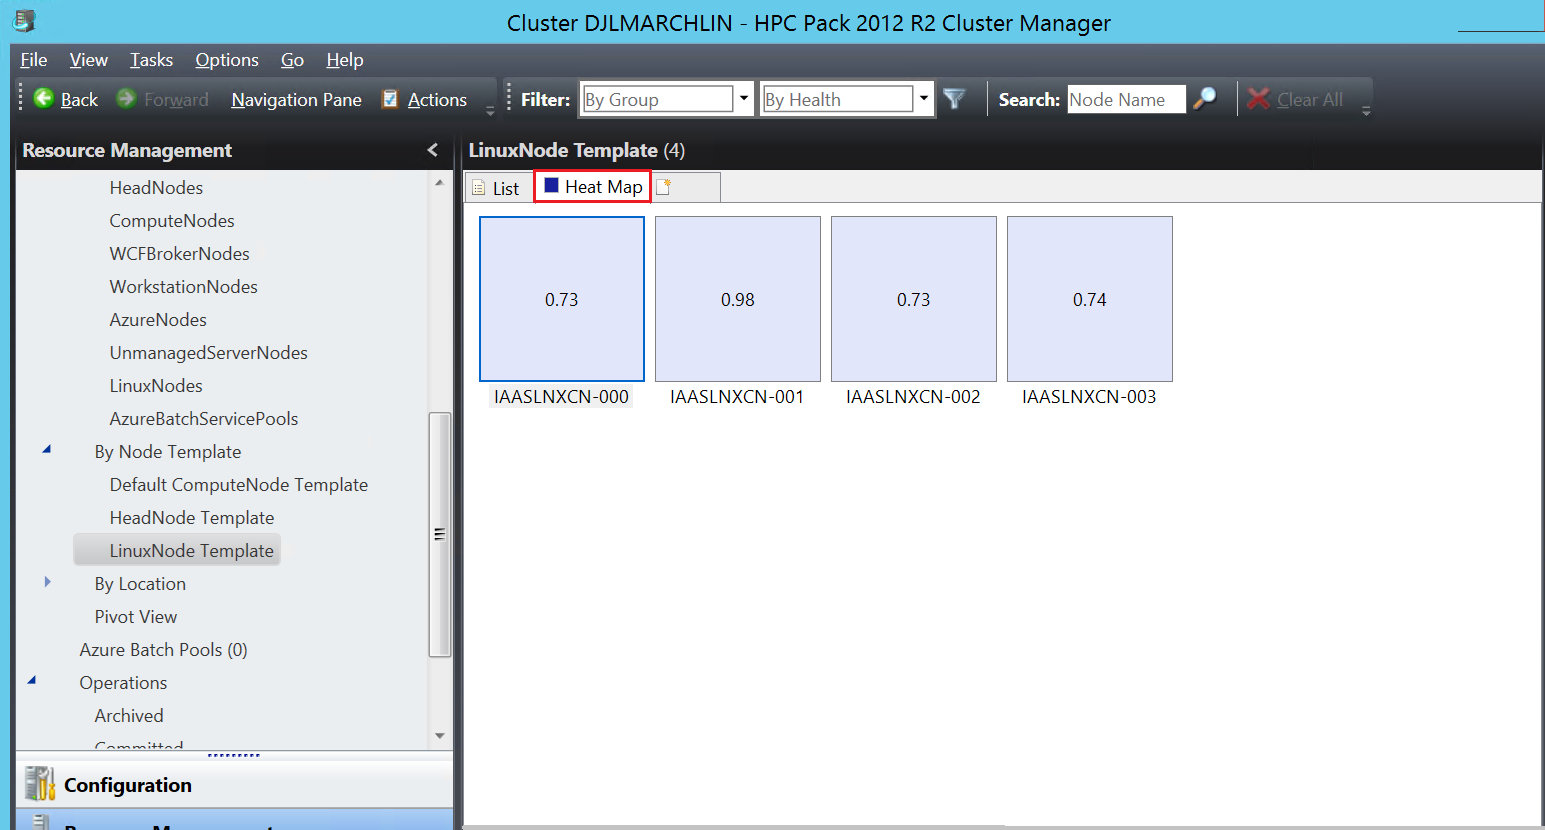 Cluster DJLMARCHLIN - HPC Pack 2012 R2 Cluster Manager
File View Tasks Options Go Help
Back Forward Navigation Pane Actions Filter: By Group By Health Search: Node Name Clear All
Resource Management
HeadNodes
ComputeNodes
WCFBrokerNodes
WorkstationNodes
AzureNodes
UnmanagedServerNodes
LinuxNodes
AzureBatchServicePools
By Node Template
Default ComputeNode Template
HeadNode Template
LinuxNode Template
By Location
Pivot View
Azure Batch Pools (0)
Operations
Archived
Committed
Configuration
Resource Management
LinuxNode Template (4)
List Heat Map
0.73 0.98 0.73 0.74
IAASLNXCN-000 IAASLNXCN-001 IAASLNXCN-002 IAASLNXCN-003